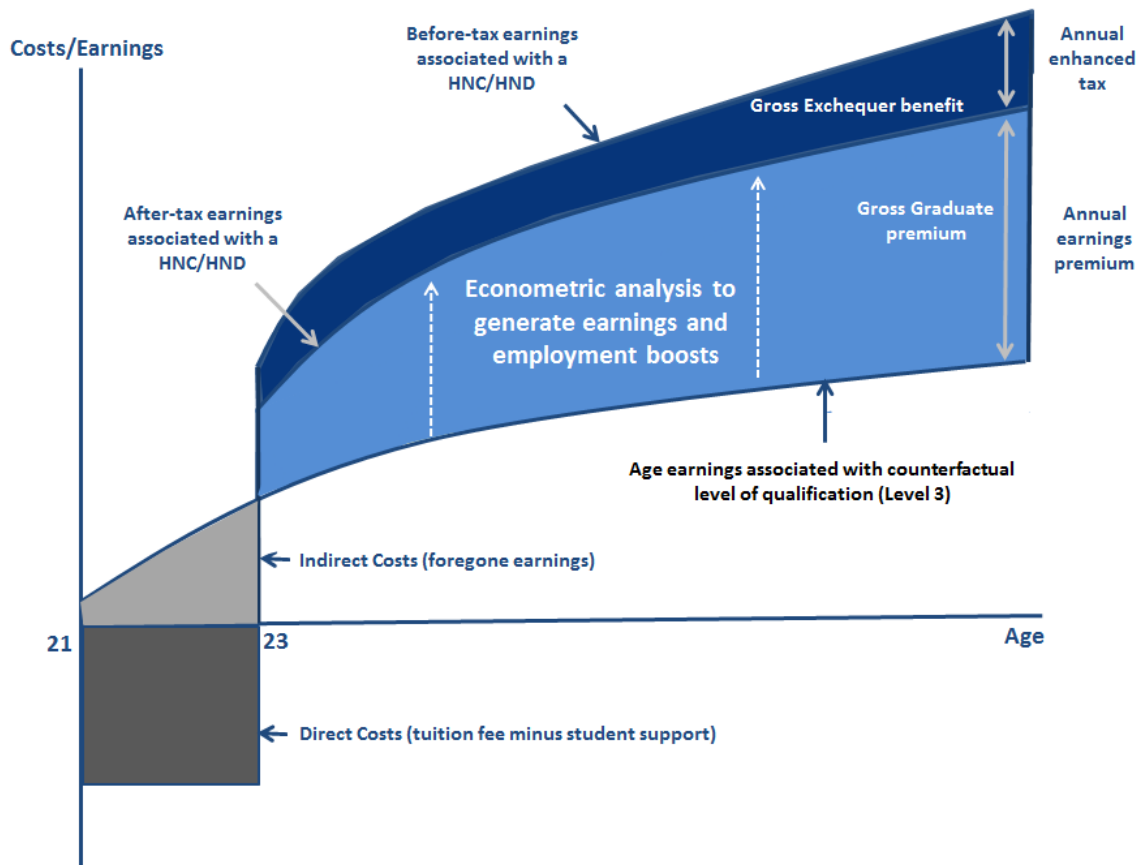 Costs/Earnings
Before-tax earnings
associated with a
HNC/HND
Annual
enhanced
tax
Gross Exchequer benefit
After-tax earnings
associated with a
HNC/HND
Gross Graduate
premium
Annual
earnings
premium
Econometric analysis to
generate earnings and
employment boosts
Age earnings associated with counterfactual
level of qualification (Level 3)
Indirect Costs (foregone earnings)
21
23
Age
Direct Costs (tuition fee minus student support)